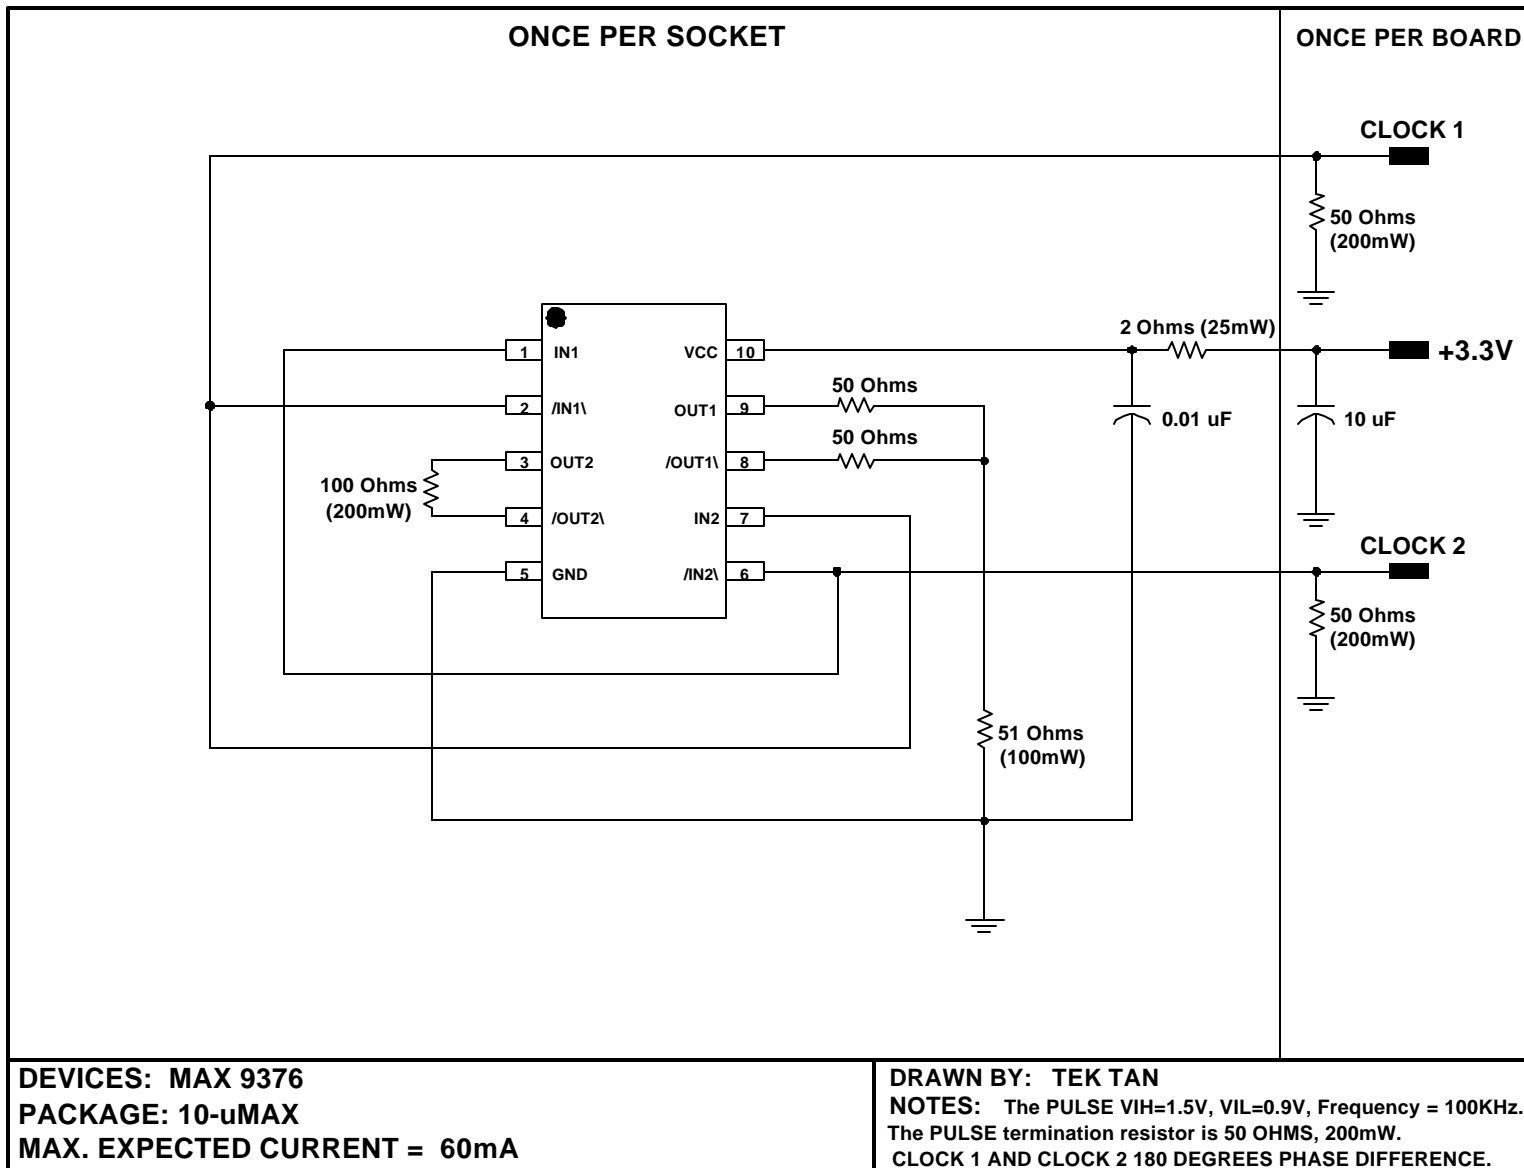 ONCE PER SOCKET
ONCE PER BOARD
CLOCK 1
50 Ohms
(200mW)
2 Ohms (25mW)
+3.3V
1 IN1
VCC 10
50 Ohms
2 /IN1\
OUT1 9
0.01 uF
10 uF
50 Ohms
3 OUT2
/OUT1\ 8
100 Ohms
(200mW)
4 /OUT2\
IN2 7
CLOCK 2
5 GND
/IN2\ 6
50 Ohms
(200mW)
51 Ohms
(100mW)
DEVICES: MAX 9376
PACKAGE: 10-uMAX
MAX. EXPECTED CURRENT = 60mA
DRAWN BY: TEK TAN
NOTES: The PULSE VIH=1.5V, VIL=0.9V, Frequency = 100KHz.
The PULSE termination resistor is 50 OHMS, 200mW.
CLOCK 1 AND CLOCK 2 180 DEGREES PHASE DIFFERENCE.